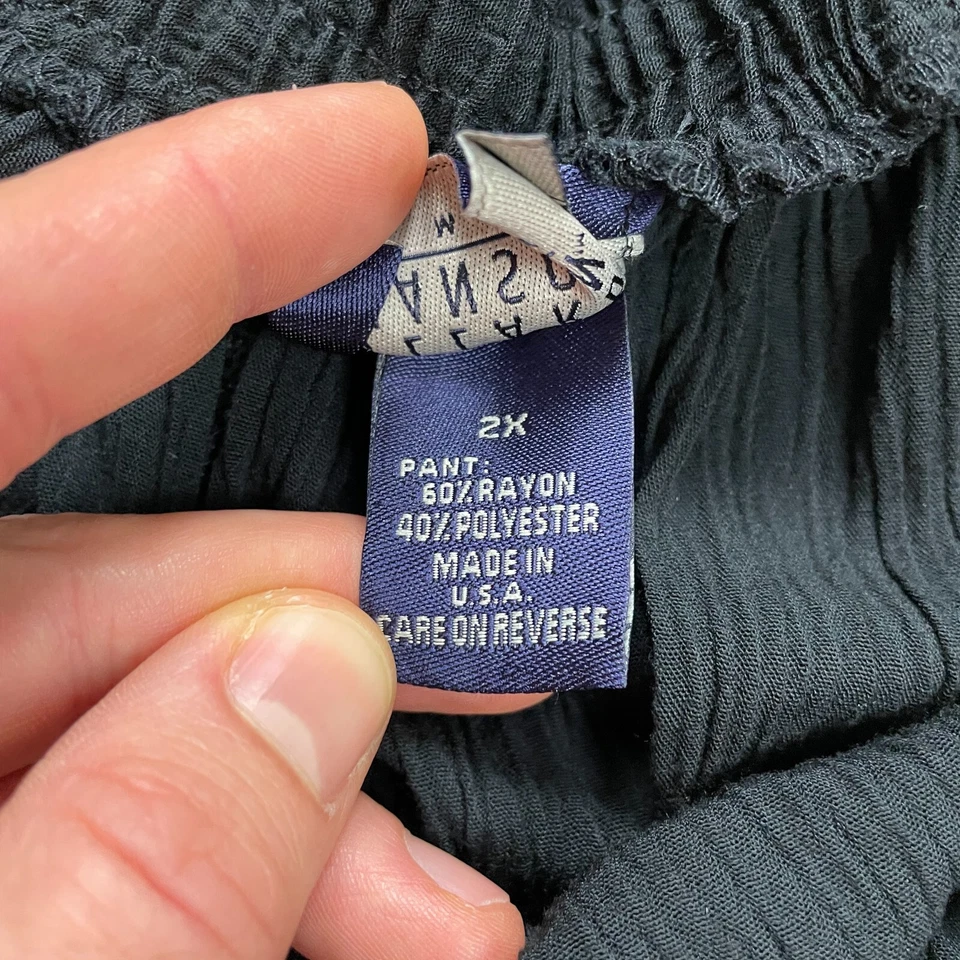 2X
PANT:
60%RAYON
40%POLYESTER
MADE IN
U.S.A.
CARE ON REVERSE